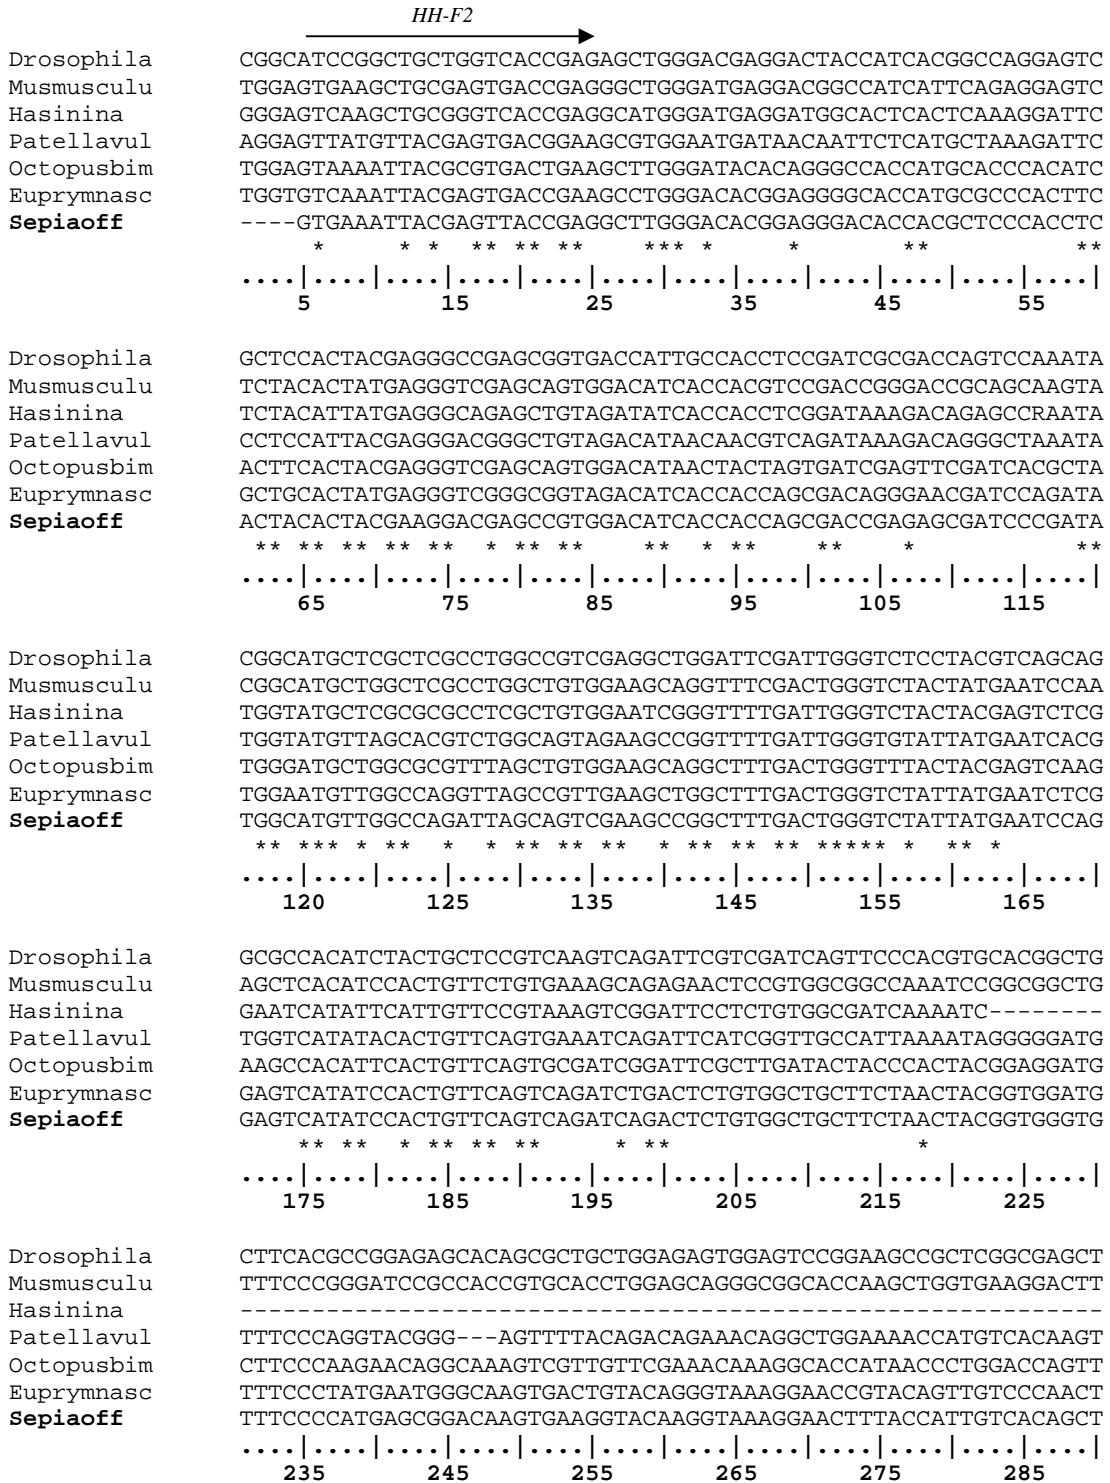 HH-F2
Drosophila CGGCATCCGGCTGCTGGTCACCGAGAGCTGGGACGAGGACTACCATCACGGCCAGGAGTC
Musmusculu TGGAGTGAAGCTGCGAGTGACCGAGGGCTGGGATGAGGACGGCCATCATTCAGAGGAGTC
Hasinina GGGAGTCAAGCTGCGGGTCACCGAGGCATGGGATGAGGATGGCACTCACTCAAAGGATTC
Patellavul AGGAGTTATGTTACGAGTGACGGAAGCGTGGAATGATAACAATTCTCATGCTAAAGATTC
Octopusbim TGGAGTAAAATTACGCGTGACTGAAGCTTGGGATACACAGGGCCACCATGCACCCACATC
Euprymnasc TGGTGTCAAATTACGAGTGACCGAAGCCTGGGACACGGAGGGCACCATGCGCCCACTTC
Sepiaoff ----GTGAAATTACGAGTTACCGAGGCTTGGGACACGGAGGGACACCACGCTCCCACCTC
* * * ** ** ** *** * * ** **
....|....|....|....|....|....|....|....|....|....|....|....|
5 15 25 35 45 55
Drosophila GCTCCACTACGAGGGCCGAGCGGTGACCATTGCCACCTCCGATCGCGACCAGTCCAAATA
Musmusculu TCTACACTATGAGGGTCGAGCAGTGGACATCACCACGTCCGACCGGGACCGCAGCAAGTA
Hasinina TCTACATTATGAGGGCAGAGCTGTAGATATCACCACCTCGGATAAAGACAGAGCCRAATA
Patellavul CCTCCATTACGAGGGACGGGCTGTAGACATAACAACGTCAGATAAAGACAGGGCTAAATA
Octopusbim ACTTCACTACGAGGGTCGAGCAGTGGACATAACTACTAGTGATCGAGTTCGATCACGCTA
Euprymnasc GCTGCACTATGAGGGTCGGGCGGTAGACATCACCACCAGCGACAGGGAACGATCCAGATA
Sepiaoff ACTACACTACGAAGGACGAGCCGTGGACATCACCACCAGCGACCGAGAGCGATCCCGATA
** ** ** ** ** * ** ** ** * ** ** * **
....|....|....|....|....|....|....|....|....|....|....|....|
65 75 85 95 105 115
Drosophila CGGCATGCTCGCTCGCCTGGCCGTCGAGGCTGGATTCGATTGGGTCTCCTACGTCAGCAG
Musmusculu CGGCATGCTGGCTCGCCTGGCTGTGGAAGCAGGTTTCGACTGGGTCTACTATGAATCCAA
Hasinina TGGTATGCTCGCGCGCCTCGCTGTGGAATCGGGTTTTGATTGGGTCTACTACGAGTCTCG
Patellavul TGGTATGTTAGCACGTCTGGCAGTAGAAGCCGGTTTTGATTGGGTGTATTATGAATCACG
Octopusbim TGGGATGCTGGCGCGTTTAGCTGTGGAAGCAGGCTTTGACTGGGTTTACTACGAGTCAAG
Euprymnasc TGGAATGTTGGCCAGGTTAGCCGTTGAAGCTGGCTTTGACTGGGTCTATTATGAATCTCG
Sepiaoff TGGCATGTTGGCCAGATTAGCAGTCGAAGCCGGCTTTGACTGGGTCTATTATGAATCCAG
** *** * ** * * ** ** ** * ** ** ** ***** * ** *
....|....|....|....|....|....|....|....|....|....|....|....|
120 125 135 145 155 165
Drosophila GCGCCACATCTACTGCTCCGTCAAGTCAGATTCGTCGATCAGTTCCCACGTGCACGGCTG
Musmusculu AGCTCACATCCACTGTTCTGTGAAAGCAGAGAACTCCGTGGCGGCCAAATCCGGCGGCTG
Hasinina GAATCATATTCATTGTTCCGTAAAGTCGGATTCCTCTGTGGCGATCAAAATC--------
Patellavul TGGTCATATACACTGTTCAGTGAAATCAGATTCATCGGTTGCCATTAAAATAGGGGGATG
Octopusbim AAGCCACATTCACTGTTCAGTGCGATCGGATTCGCTTGATACTACCCACTACGGAGGATG
Euprymnasc GAGTCATATCCACTGTTCAGTCAGATCTGACTCTGTGGCTGCTTCTAACTACGGTGGATG
Sepiaoff GAGTCATATCCACTGTTCAGTCAGATCAGACTCTGTGGCTGCTTCTAACTACGGTGGGTG
** ** * ** ** ** * ** *
....|....|....|....|....|....|....|....|....|....|....|....|
175 185 195 205 215 225
Drosophila CTTCACGCCGGAGAGCACAGCGCTGCTGGAGAGTGGAGTCCGGAAGCCGCTCGGCGAGCT
Musmusculu TTTCCCGGGATCCGCCACCGTGCACCTGGAGCAGGGCGGCACCAAGCTGGTGAAGGACTT
Hasinina ------------------------------------------------------------
Patellavul TTTCCCAGGTACGGG---AGTTTTACAGACAGAAACAGGCTGGAAAACCATGTCACAAGT
Octopusbim CTTCCCAAGAACAGGCAAAGTCGTTGTTCGAAACAAAGGCACCATAACCCTGGACCAGTT
Euprymnasc TTTCCCTATGAATGGGCAAGTGACTGTACAGGGTAAAGGAACCGTACAGTTGTCCCAACT
Sepiaoff TTTCCCCATGAGCGGACAAGTGAAGGTACAAGGTAAAGGAACTTTACCATTGTCACAGCT
....|....|....|....|....|....|....|....|....|....|....|....|
235 245 255 265 275 285